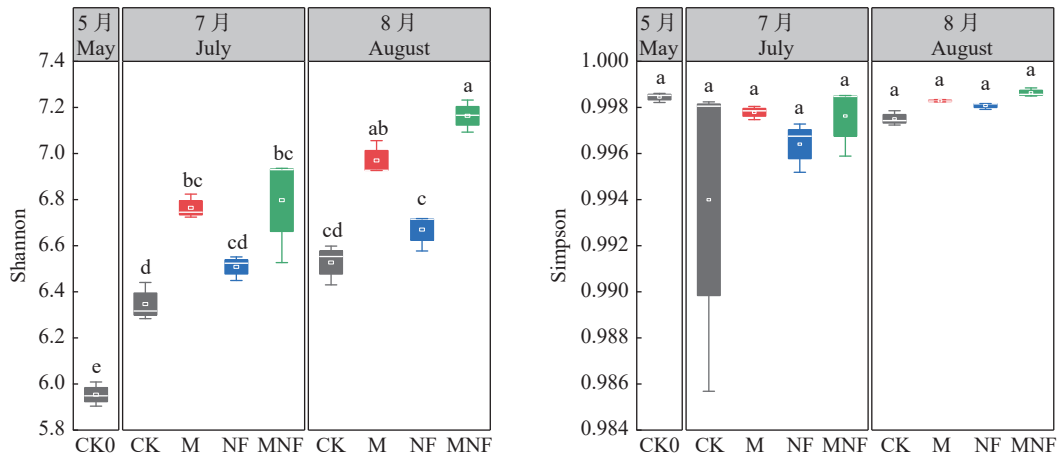 5 月
May
7 月
July
8 月
August
7.4
7.2
7.0
6.8
6.6
6.4
6.2
6.0
5.8
Shannon
e
d
bc
cd
bc
cd
ab
c
a
CK0
CK
M
NF
MNF
CK
M
NF
MNF
5 月
May
7 月
July
8 月
August
1.000
0.998
0.996
0.994
0.992
0.990
0.988
0.986
0.984
Simpson
a
a
a
a
a
a
a
a
a
CK0
CK
M
NF
MNF
CK
M
NF
MNF